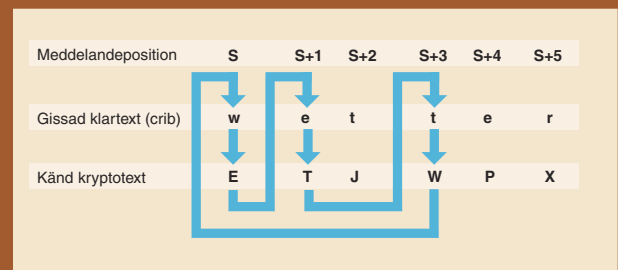 Meddelandeposition S S+1 S+2 S+3 S+4 S+5
Gissad klartext (crib) w e t t e r
Känd kryptotext E T J W P X